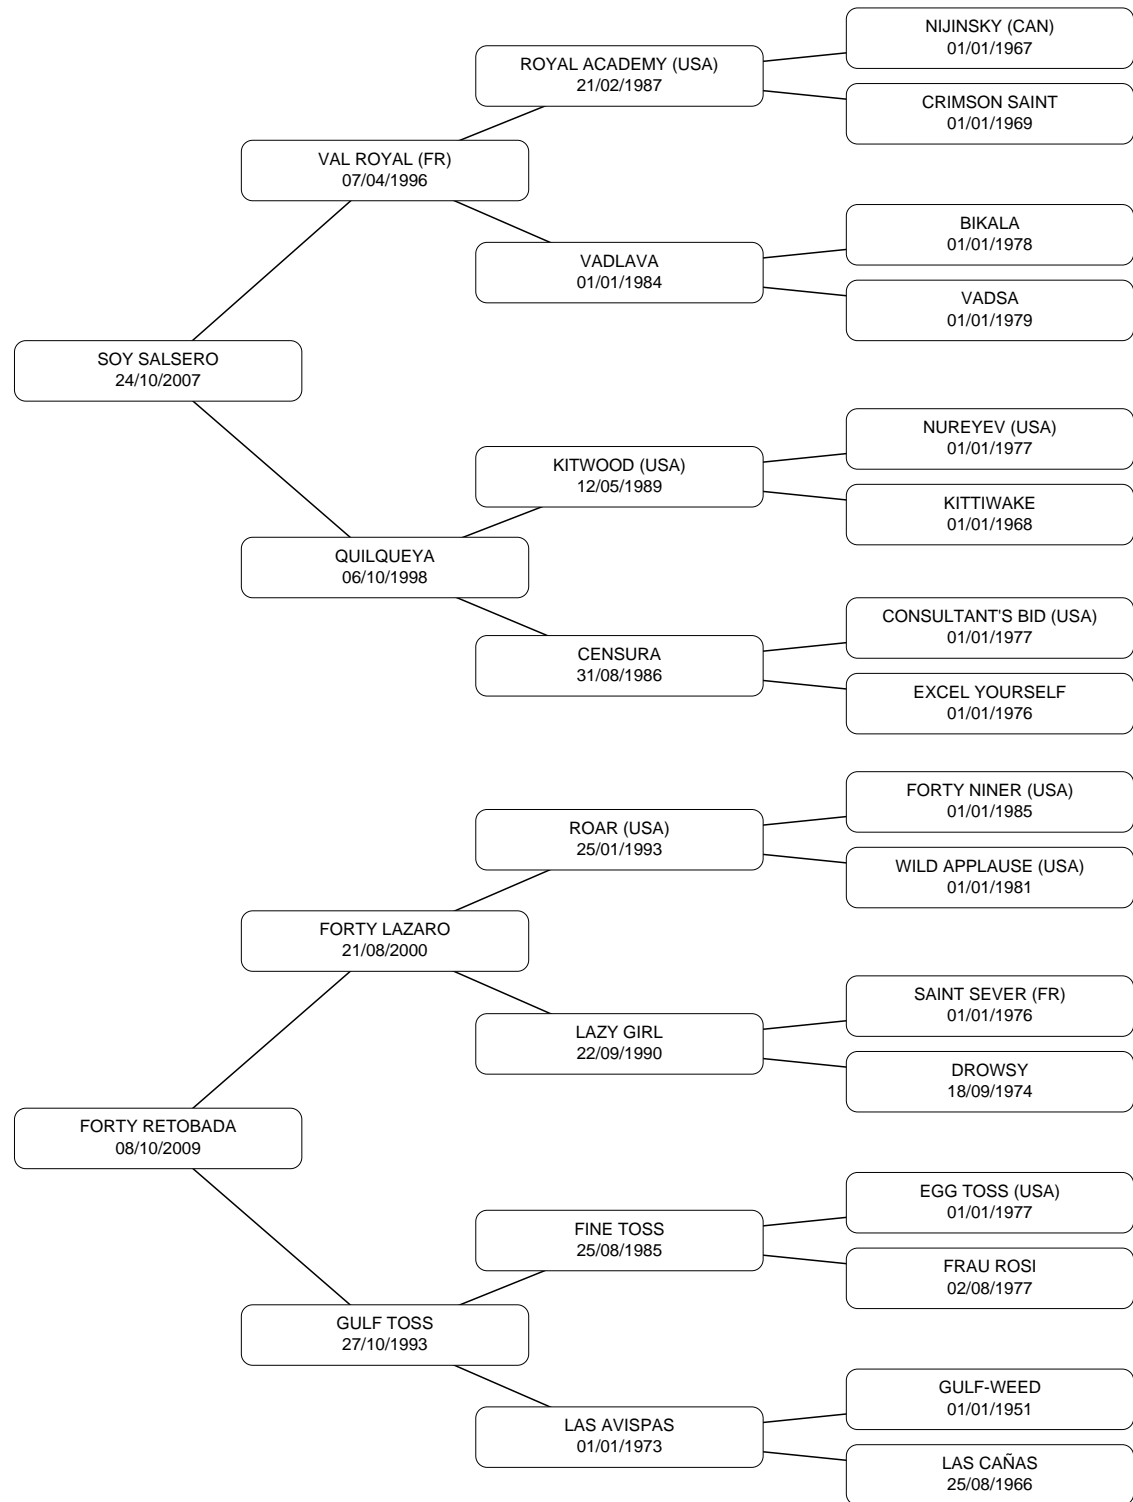 NIJINSKY (CAN)
01/01/1967
ROYAL ACADEMY (USA)
21/02/1987
CRIMSON SAINT
01/01/1969
VAL ROYAL (FR)
07/04/1996
BIKALA
01/01/1978
VADLAVA
01/01/1984
VADSA
01/01/1979
SOY SALSERO
24/10/2007
NUREYEV (USA)
01/01/1977
KITWOOD (USA)
12/05/1989
KITTIWAKE
01/01/1968
QUILQUEYA
06/10/1998
CONSULTANT'S BID (USA)
01/01/1977
CENSURA
31/08/1986
EXCEL YOURSELF
01/01/1976
FORTY NINER (USA)
01/01/1985
ROAR (USA)
25/01/1993
WILD APPLAUSE (USA)
01/01/1981
FORTY LAZARO
21/08/2000
SAINT SEVER (FR)
01/01/1976
LAZY GIRL
22/09/1990
DROWSY
18/09/1974
FORTY RETOBADA
08/10/2009
EGG TOSS (USA)
01/01/1977
FINE TOSS
25/08/1985
FRAU ROSI
02/08/1977
GULF TOSS
27/10/1993
GULF-WEED
01/01/1951
LAS AVISPAS
01/01/1973
LAS CAÑAS
25/08/1966